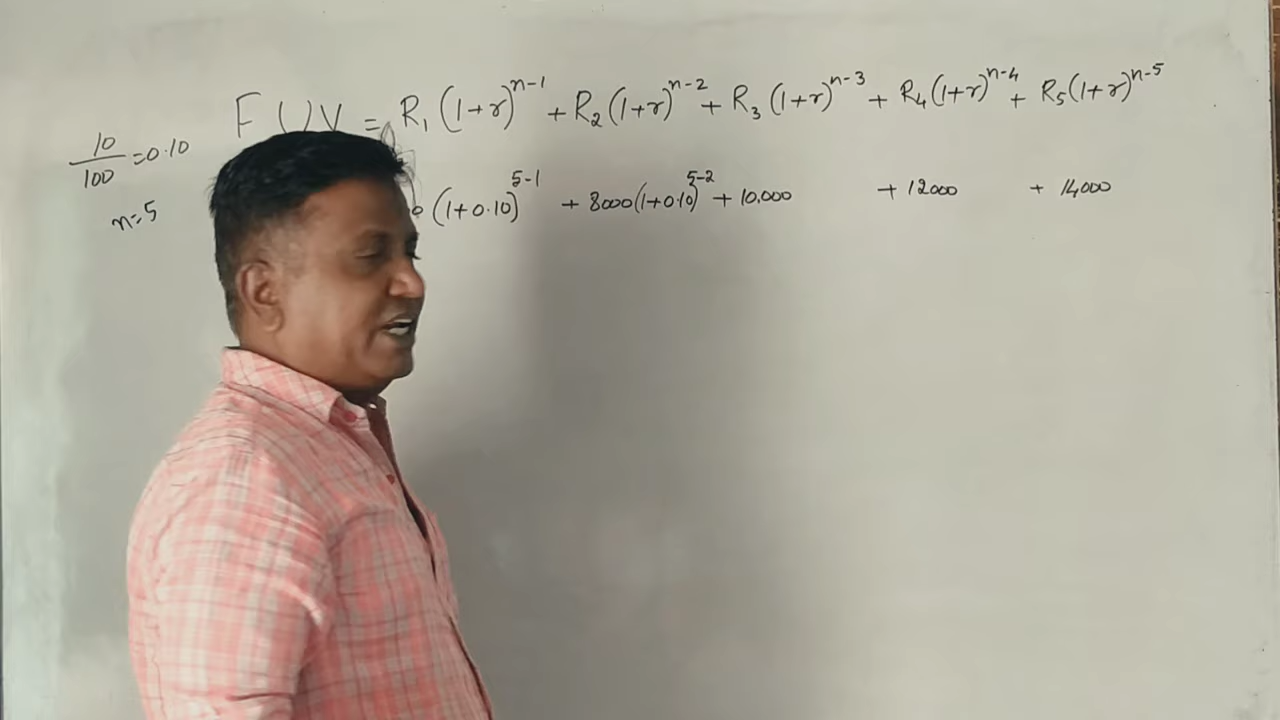 F U V = R₁ (1+r)ⁿ⁻¹ + R₂ (1+r)ⁿ⁻² + R₃ (1+r)ⁿ⁻³ + R₄ (1+r)ⁿ⁻⁴ + R₅ (1+r)ⁿ⁻⁵
10/100 = 0.10
(1+0.10)⁵⁻¹ + 8000 (1+0.10)⁵⁻² + 10,000 + 12000 + 14000
n=5